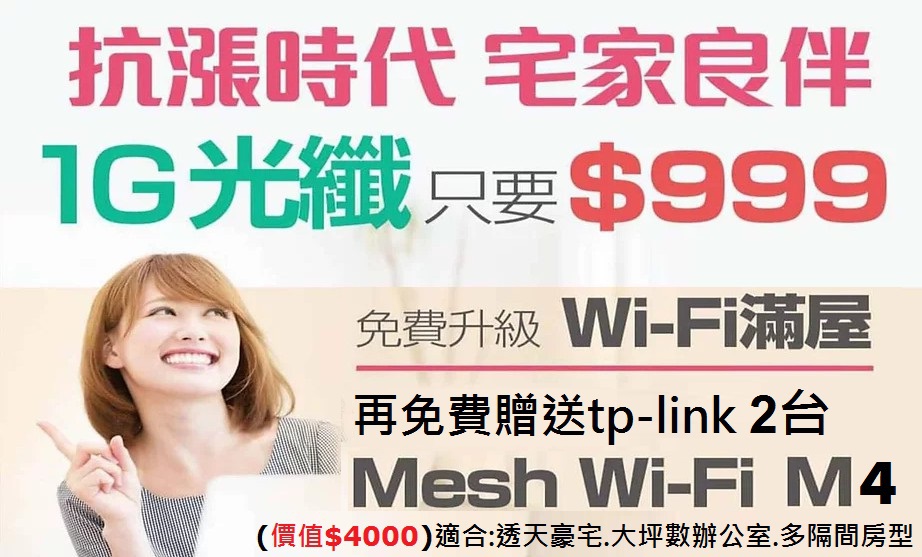 抗漲時代 宅家良伴
1G光纖 只要 $999
免費升級 Wi-Fi滿屋
再免費贈送tp-link 2台
Mesh Wi-Fi M4
(價值$4000)適合:透天豪宅.大坪數辦公室.多隔間房型